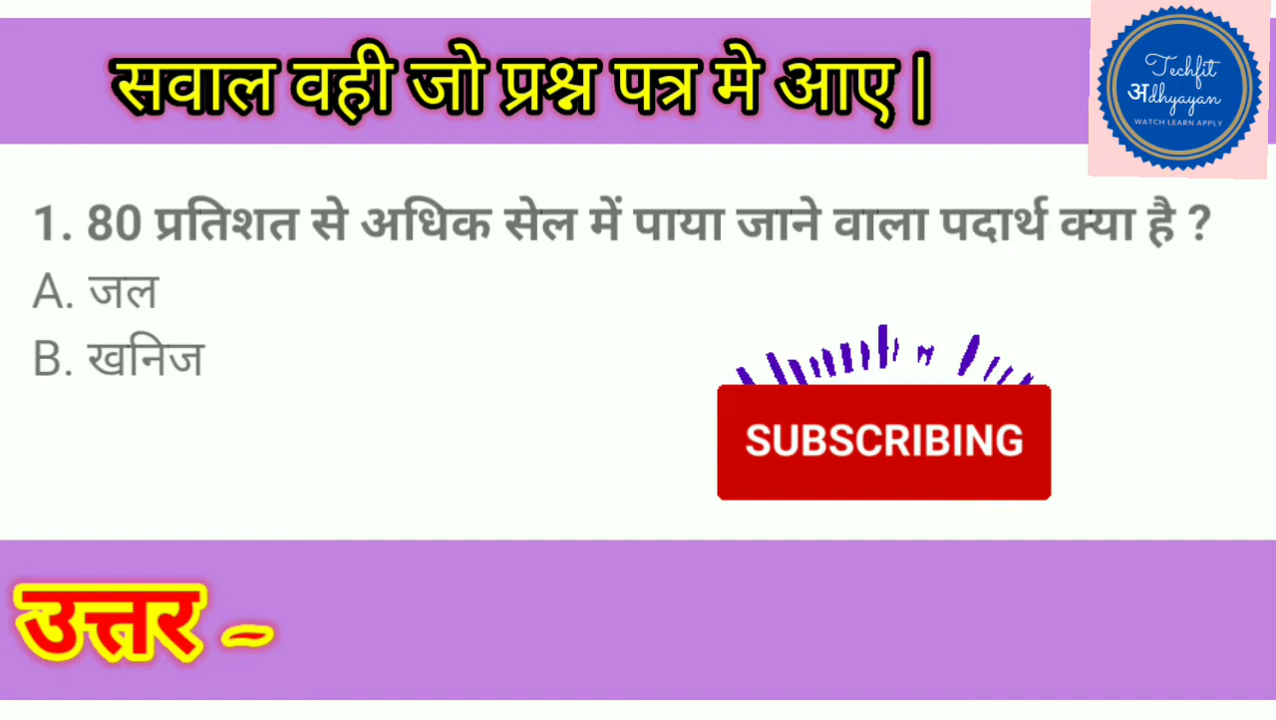 सवाल वही जो प्रश्न पत्र मे आए |
Techfit
अdhyayan
WATCH LEARN APPLY
1. 80 प्रतिशत से अधिक सेल में पाया जाने वाला पदार्थ क्या है ?
A. जल
B. खनिज
SUBSCRIBING
उत्तर –